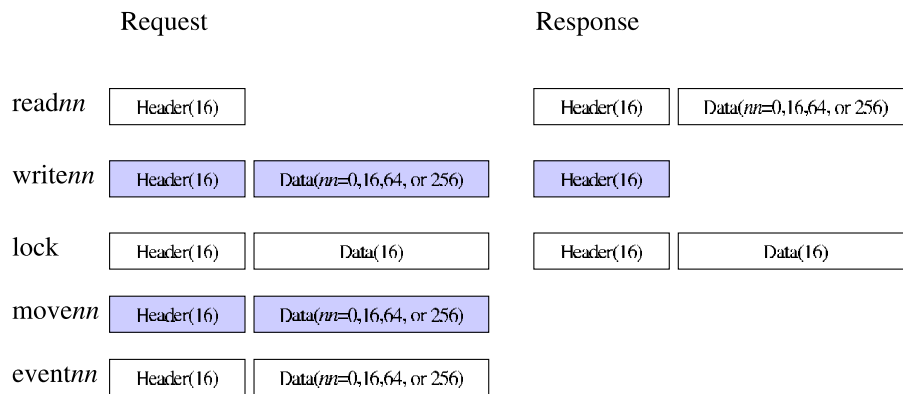 Request Response
readnn Header(16) Header(16) Data(nn=0,16,64, or 256)
writenn Header(16) Data(nn=0,16,64, or 256) Header(16)
lock Header(16) Data(16) Header(16) Data(16)
movenn Header(16) Data(nn=0,16,64, or 256)
eventnn Header(16) Data(nn=0,16,64, or 256)